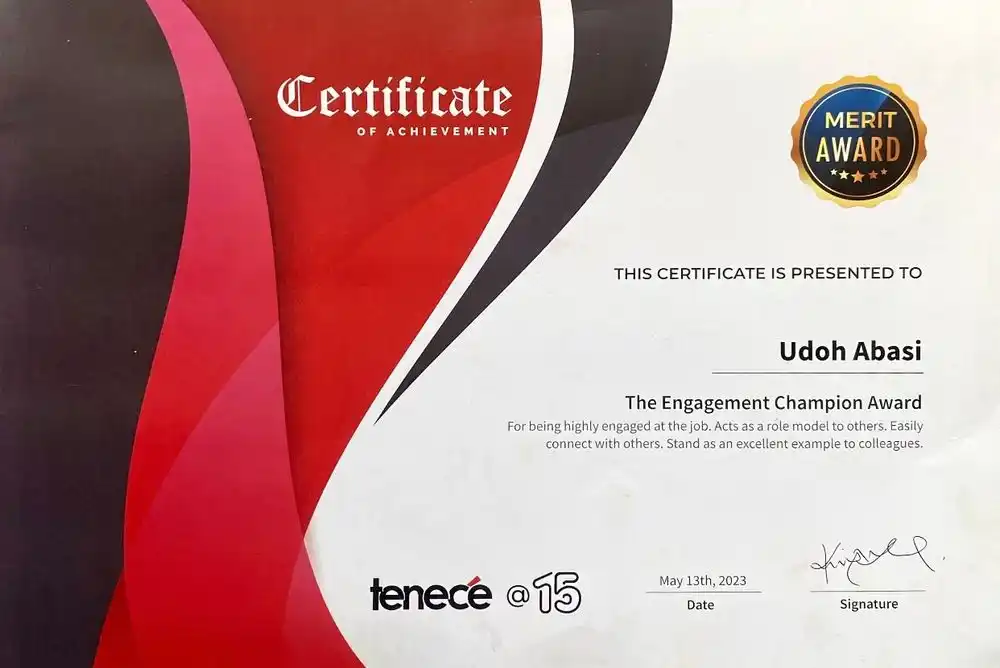 Certificate
OF ACHIEVEMENT
MERIT
AWARD
THIS CERTIFICATE IS PRESENTED TO
Udoh Abasi
The Engagement Champion Award
For being highly engaged at the job. Acts as a role model to others. Easily
connect with others. Stand as an excellent example to colleagues.
tenecé @15
May 13th, 2023
Date
Signature